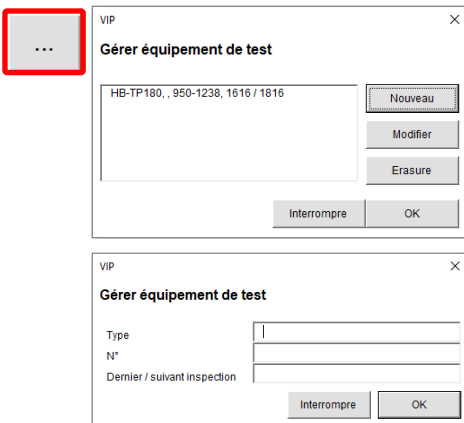 ...
VIP
Gérer équipement de test
HB-TP180, , 950-1238, 1616 / 1816
Nouveau
Modifier
Erasure
Interrompre OK
VIP
Gérer équipement de test
Type
N°
Dernier / suivant inspection
Interrompre OK